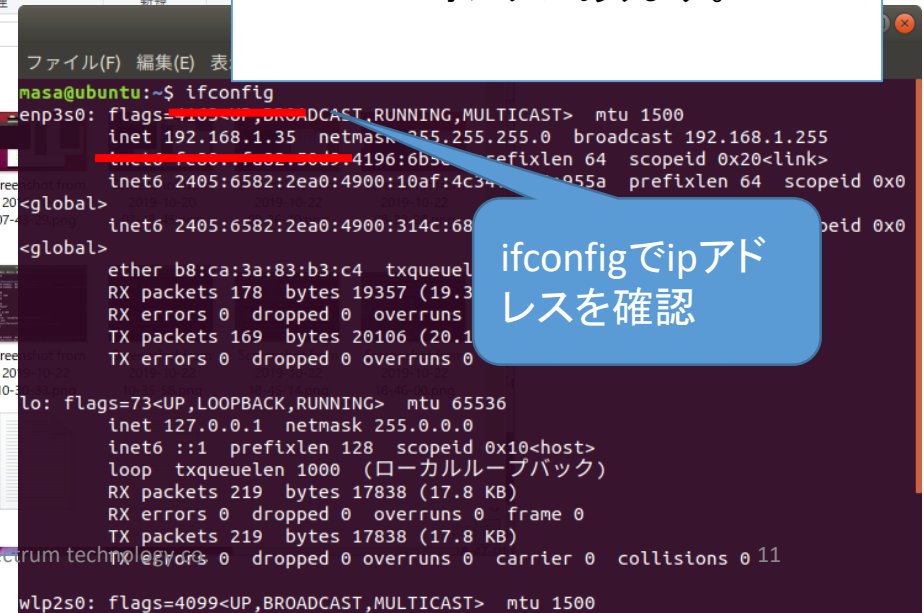 ファイル(F) 編集(E) 表
masa@ubuntu:~$ ifconfig
enp3s0: flags=4163<UP,BROADCAST,RUNNING,MULTICAST> mtu 1500
inet 192.168.1.35 netmask 255.255.255.0 broadcast 192.168.1.255
4196:6b5 prefixlen 64 scopeid 0x20<link>
inet6 2405:6582:2ea0:4900:10af:4c34 955a prefixlen 64 scopeid 0x0
<global>
inet6 2405:6582:2ea0:4900:314c:68 peid 0x0
<global>
ether b8:ca:3a:83:b3:c4 txqueuel
RX packets 178 bytes 19357 (19.3
RX errors 0 dropped 0 overruns
TX packets 169 bytes 20106 (20.1
TX errors 0 dropped 0 overruns 0
ifconfigでipアド
レスを確認
lo: flags=73<UP,LOOPBACK,RUNNING> mtu 65536
inet 127.0.0.1 netmask 255.0.0.0
inet6 ::1 prefixlen 128 scopeid 0x10<host>
loop txqueuelen 1000 (ローカルループバック)
RX packets 219 bytes 17838 (17.8 KB)
RX errors 0 dropped 0 overruns 0 frame 0
TX packets 219 bytes 17838 (17.8 KB)
TX errors 0 dropped 0 overruns 0 carrier 0 collisions 0
ctrum technology co.
11
wlp2s0: flags=4099<UP,BROADCAST,MULTICAST> mtu 1500